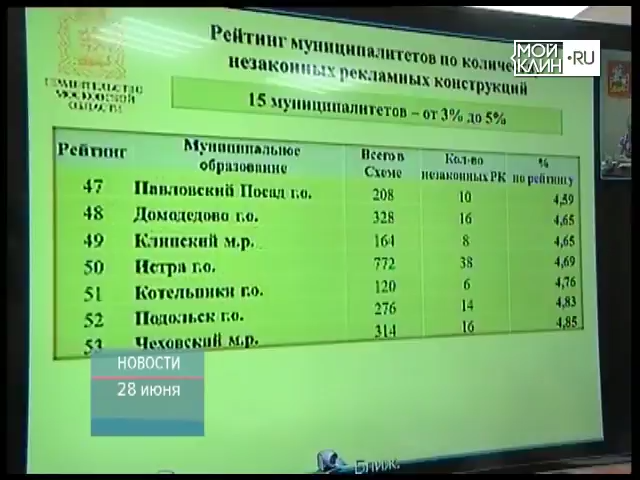 Рейтинг муниципалитетов по
незаконных рекламных конструкций
МОЙ
КЛИН .RU
ПРАВИТЕЛЬСТВО
МОСКОВСКОЙ
ОБЛАСТИ
15 муниципалитетов – от 3% до 5%
Рейтинг Муниципальное образование Всего в Схеме Кол-во незаконных РК % по рейтингу
47 Павловский Посад г.о. 208 10 4,59
48 Домодедово г.о. 328 16 4,65
49 Клинский м.р. 164 8 4,65
50 Истра г.о. 772 38 4,69
51 Котельники г.о. 120 6 4,76
52 Подольск г.о. 276 14 4,83
53 Чеховский м.р. 314 16 4,85
НОВОСТИ
28 июня